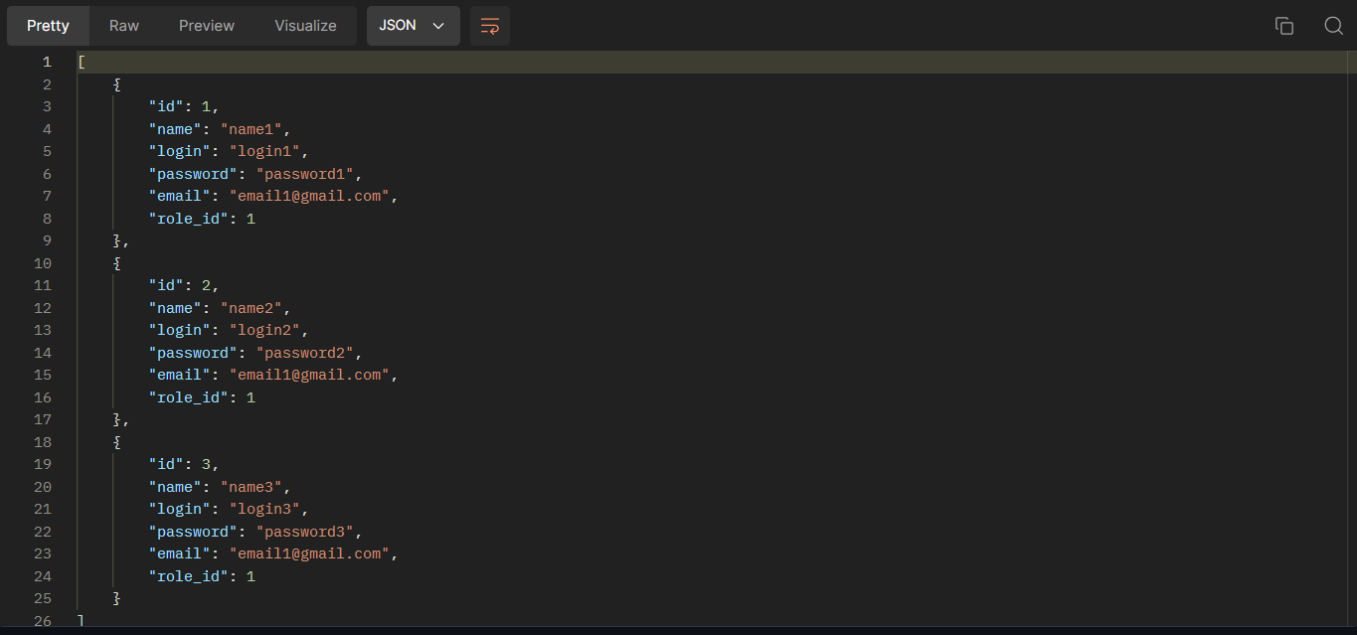 Pretty Raw Preview Visualize JSON
1 [
2 {
3 "id": 1,
4 "name": "name1",
5 "login": "login1",
6 "password": "password1",
7 "email": "email1@gmail.com",
8 "role_id": 1
9 },
10 {
11 "id": 2,
12 "name": "name2",
13 "login": "login2",
14 "password": "password2",
15 "email": "email1@gmail.com",
16 "role_id": 1
17 },
18 {
19 "id": 3,
20 "name": "name3",
21 "login": "login3",
22 "password": "password3",
23 "email": "email1@gmail.com",
24 "role_id": 1
25 }
26 ]